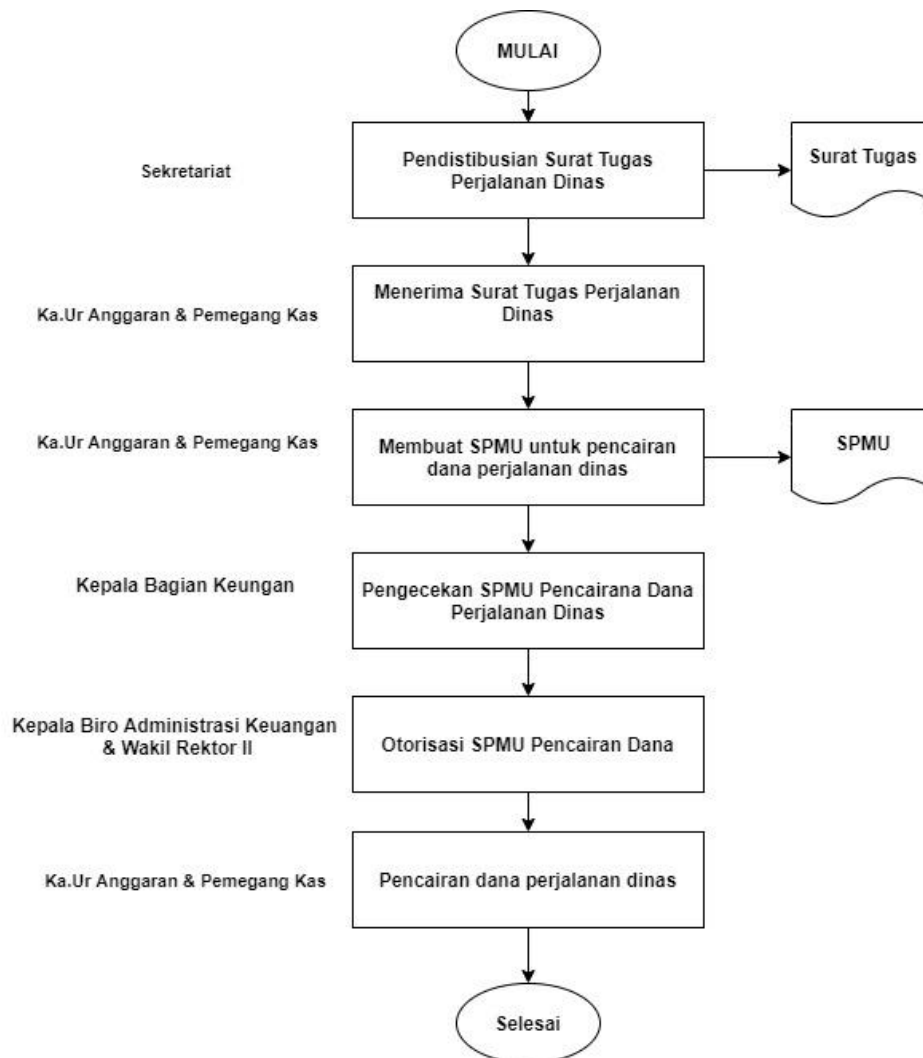 MULAI
Sekretariat
Pendistibusian Surat Tugas
Perjalanan Dinas
Surat Tugas
Ka.Ur Anggaran & Pemegang Kas
Menerima Surat Tugas Perjalanan
Dinas
Ka.Ur Anggaran & Pemegang Kas
Membuat SPMU untuk pencairan
dana perjalanan dinas
SPMU
Kepala Bagian Keungan
Pengecekan SPMU Pencairana Dana
Perjalanan Dinas
Kepala Biro Administrasi Keuangan
& Wakil Rektor II
Otorisasi SPMU Pencairan Dana
Ka.Ur Anggaran & Pemegang Kas
Pencairan dana perjalanan dinas
Selesai